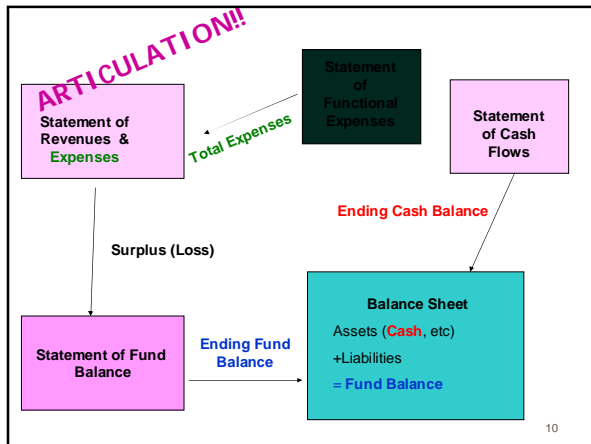 ARTICULATION!!
Statement of
Revenues &
Expenses
Total Expenses
Statement
of
Functional
Expenses
Statement
of Cash
Flows
Ending Cash Balance
Surplus (Loss)
Statement of Fund
Balance
Ending Fund
Balance
Balance Sheet
Assets (Cash, etc)
+Liabilities
= Fund Balance
10